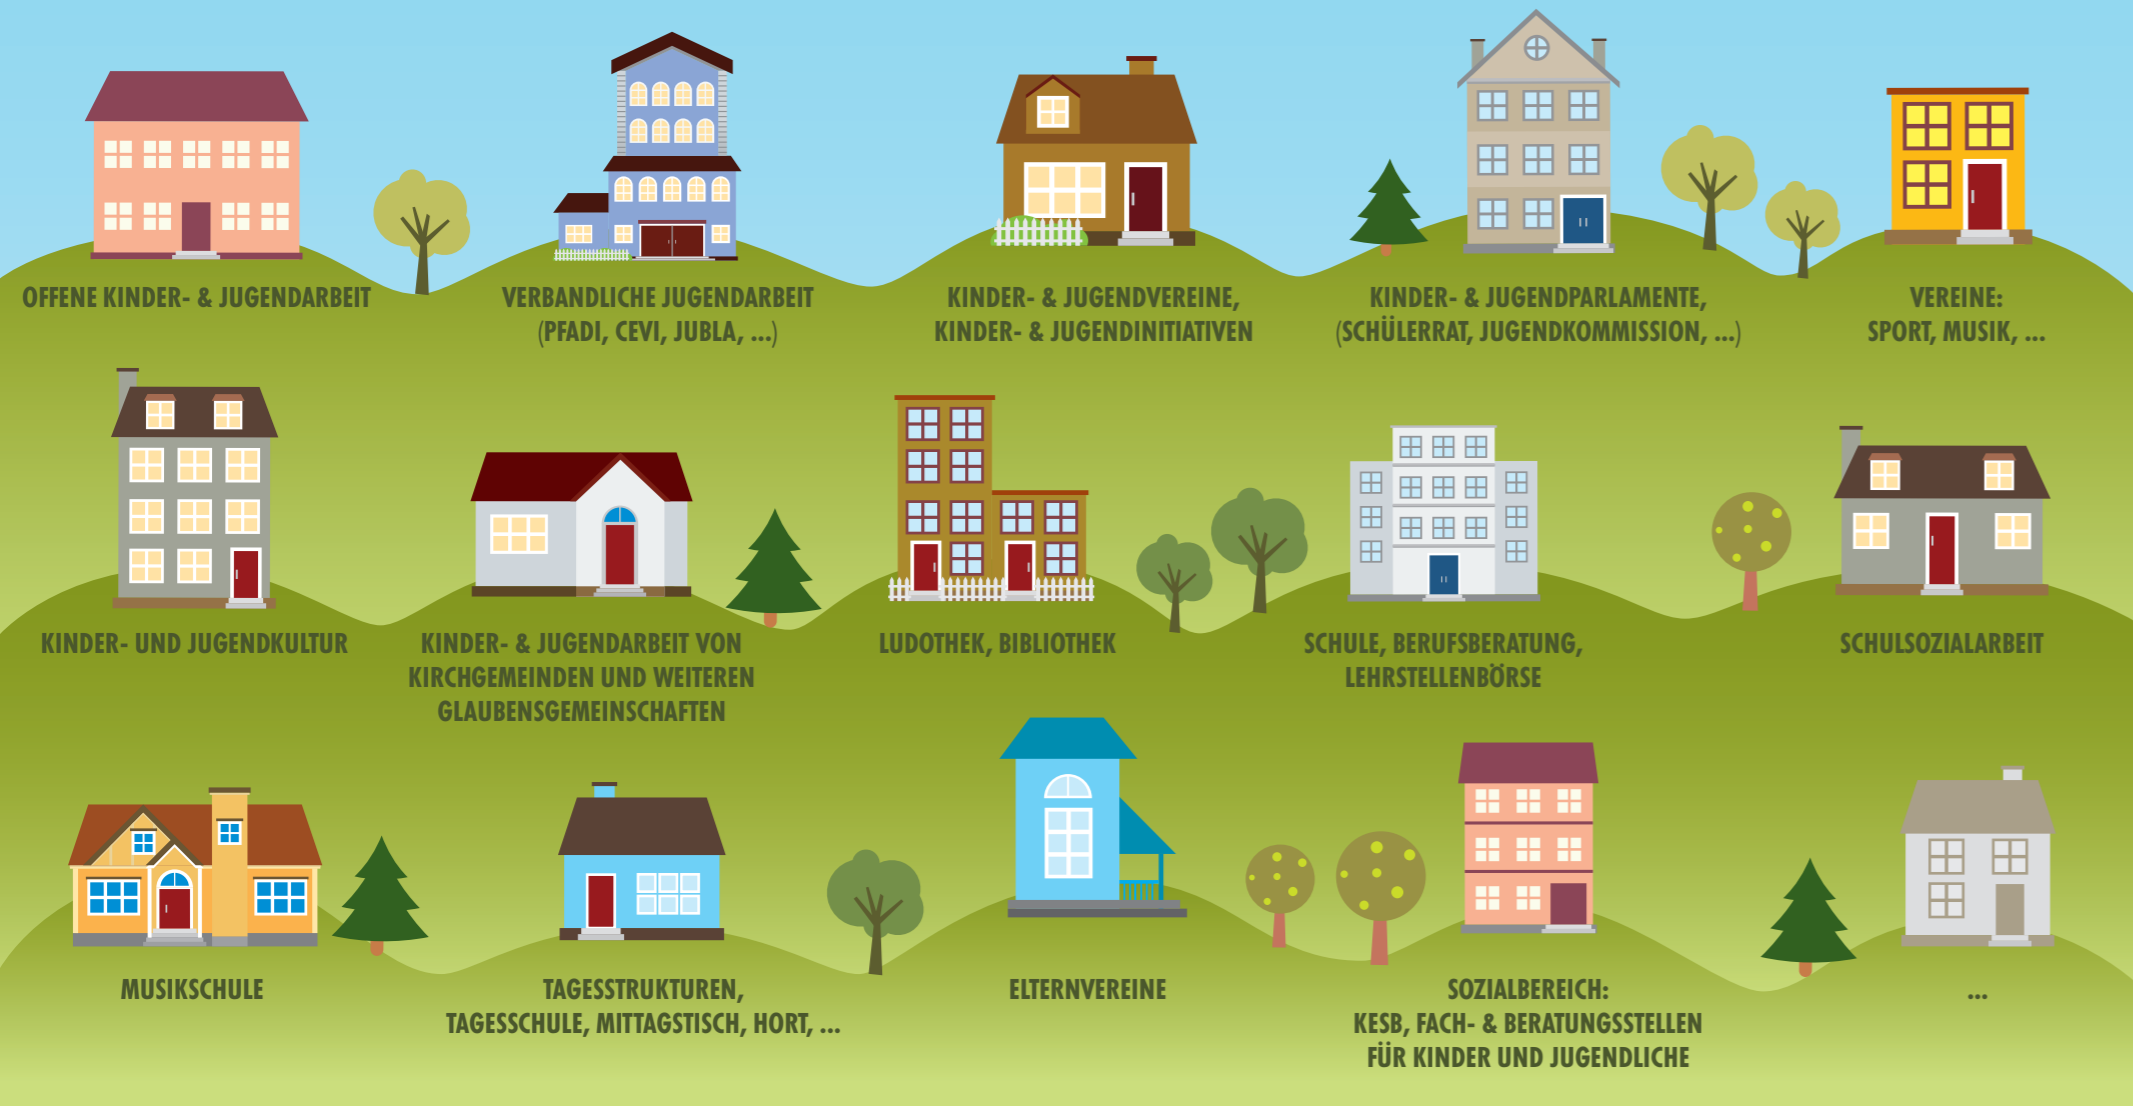 OFFENE KINDER- & JUGENDARBEIT
VERBANDLICHE JUGENDARBEIT
(PFADI, CEVI, JUBLA, ...)
KINDER- & JUGENDVEREINE,
KINDER- & JUGENDINITIATIVEN
KINDER- & JUGENDPARLAMENTE,
(SCHÜLERRAT, JUGENDKOMMISSION, ...)
VEREINE:
SPORT, MUSIK, ...
KINDER- UND JUGENDKULTUR
KINDER- & JUGENDARBEIT VON
KIRCHGEMEINDEN UND WEITEREN
GLAUBENSGEMEINSCHAFTEN
LUDOTHEK, BIBLIOTHEK
SCHULE, BERUFSBERATUNG,
LEHRSTELLENBÖRSE
SCHULSOZIALARBEIT
MUSIKSCHULE
TAGESSTRUKTUREN,
TAGESSCHULE, MITTAGSTISCH, HORT, ...
ELTERNVEREINE
SOZIALBEREICH:
KESB, FACH- & BERATUNGSSTELLEN
FÜR KINDER UND JUGENDLICHE
...